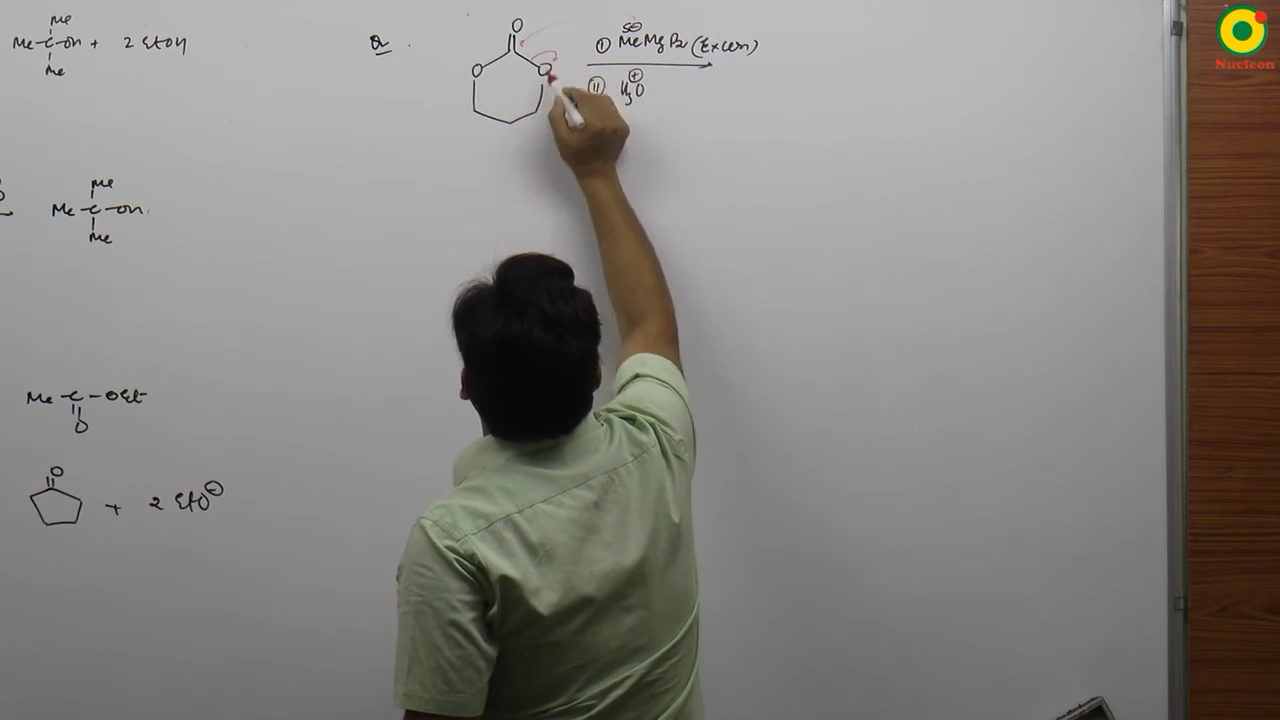 Me
Me - C - OH + 2 EtOH
Me
Q.
O
O
O
① MeMgBr (Excess)
δ⊖
② H3O⊕
Me
Me - C - OH
Me
Me - C - OEt
O
O
+ 2 EtO⊖
Nucleon